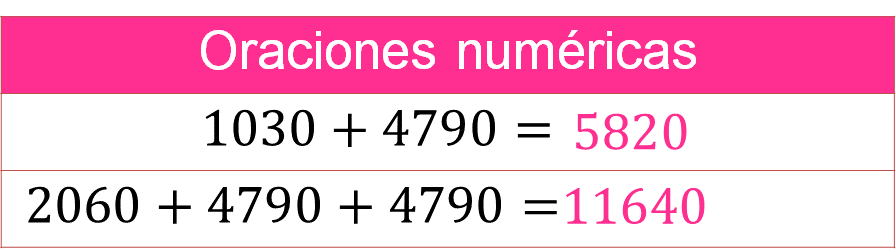 Oraciones numéricas
1030 + 4790 = 5820
2060 + 4790 + 4790 =11640